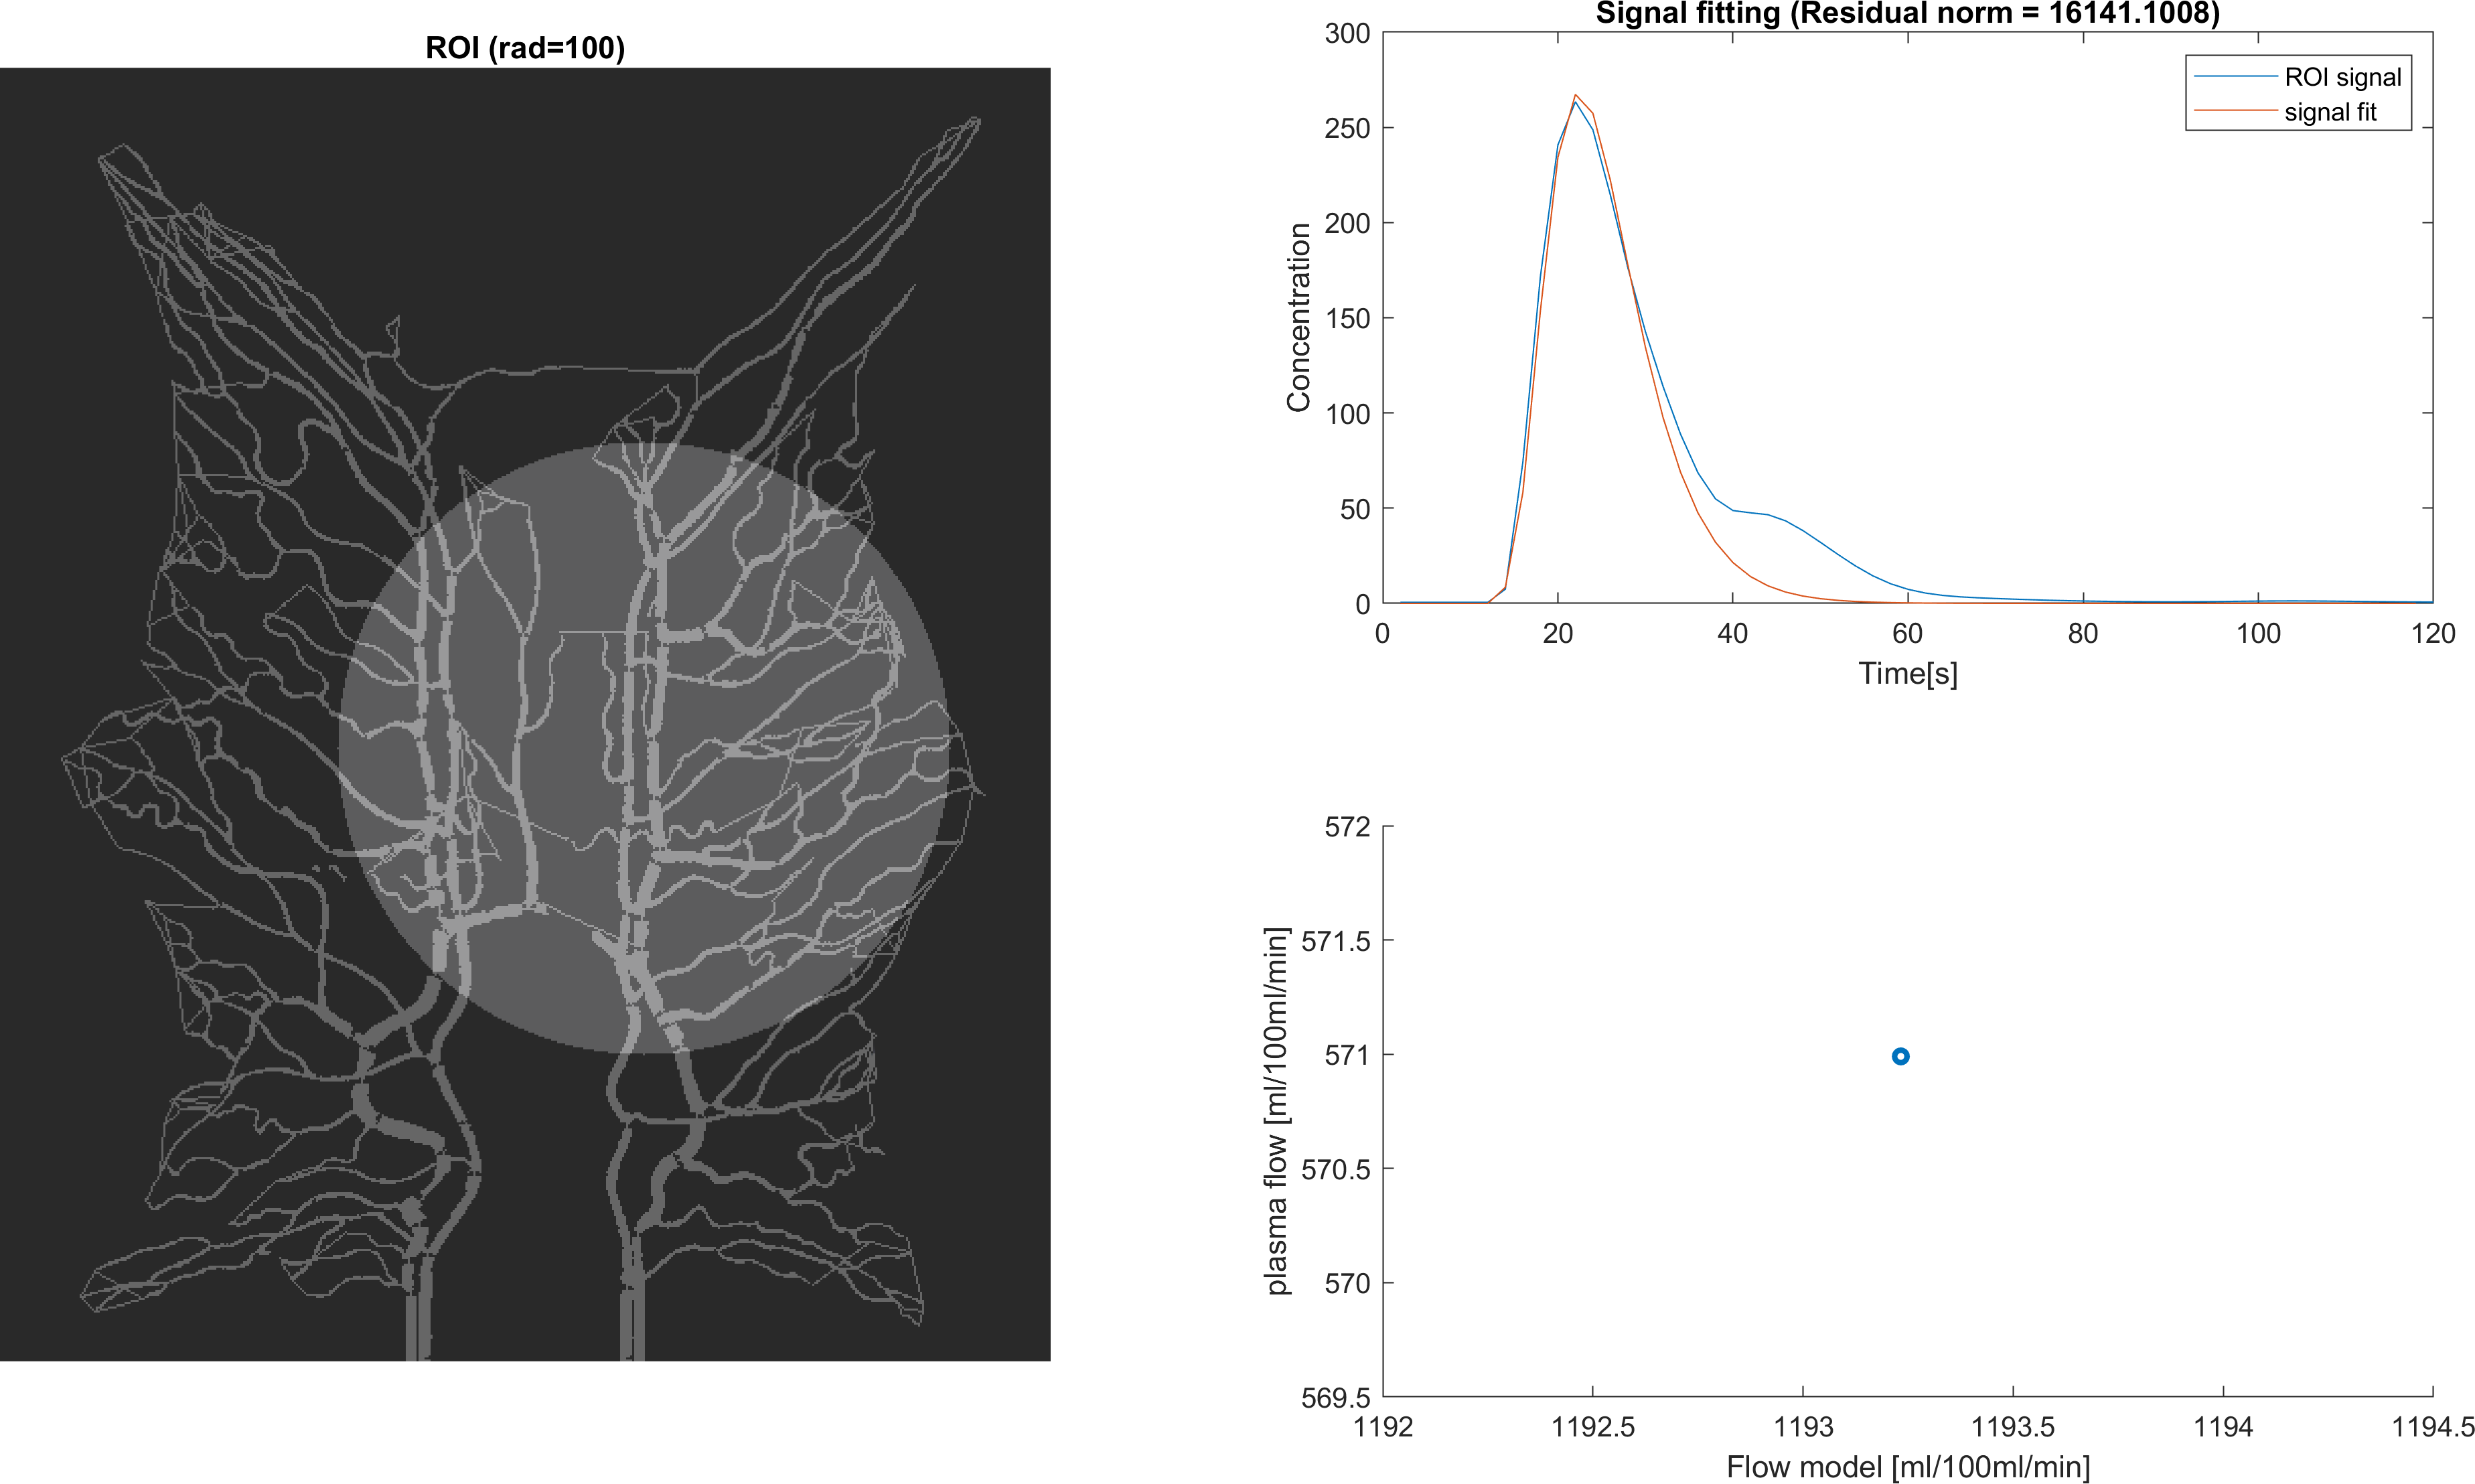 ROI (rad=100)
Signal fitting (Residual norm = 16141.1008)
300
250
200
150
100
50
0
Concentration
ROI signal
signal fit
0 20 40 60 80 100 120
Time[s]
572
571.5
571
570.5
570
569.5
plasma flow [ml/100ml/min]
1192 1192.5 1193 1193.5 1194 1194.5
Flow model [ml/100ml/min]